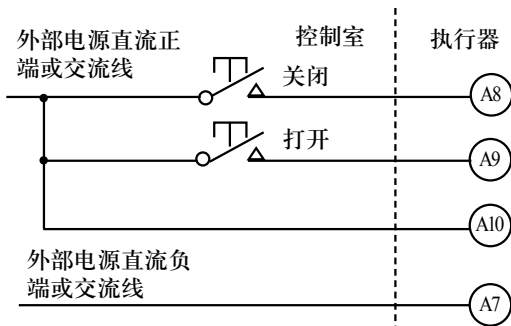 外部电源直流正
端或交流线
控制室
执行器
关闭
A8
打开
A9
A10
外部电源直流负
端或交流线
A7